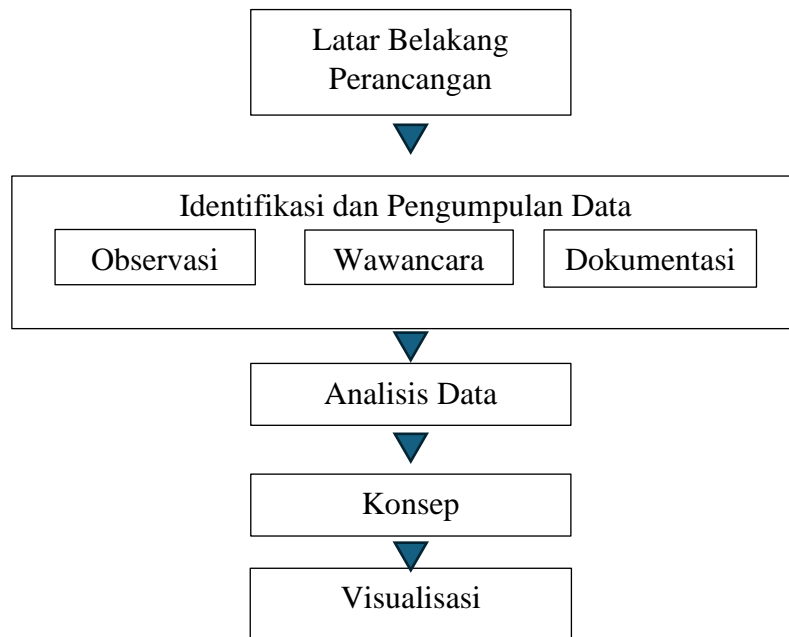 Latar Belakang
Perancangan
Identifikasi dan Pengumpulan Data
Observasi
Wawancara
Dokumentasi
Analisis Data
Konsep
Visualisasi